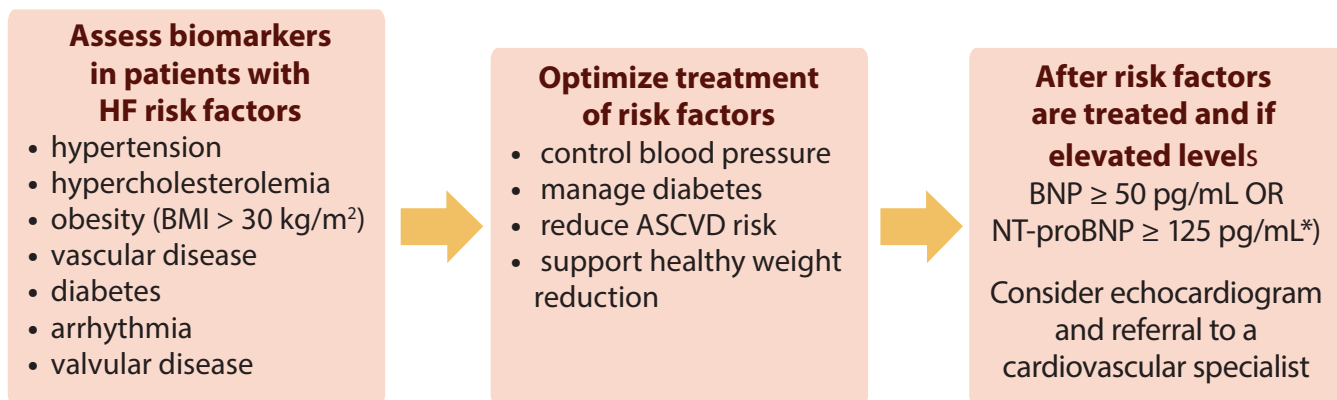 Assess biomarkers
in patients with
HF risk factors
• hypertension
• hypercholesterolemia
• obesity (BMI > 30 kg/m²)
• vascular disease
• diabetes
• arrhythmia
• valvular disease
Optimize treatment
of risk factors
• control blood pressure
• manage diabetes
• reduce ASCVD risk
• support healthy weight
reduction
After risk factors
are treated and if
elevated levels
BNP ≥ 50 pg/mL OR
NT-proBNP ≥ 125 pg/mL*)
Consider echocardiogram
and referral to a
cardiovascular specialist